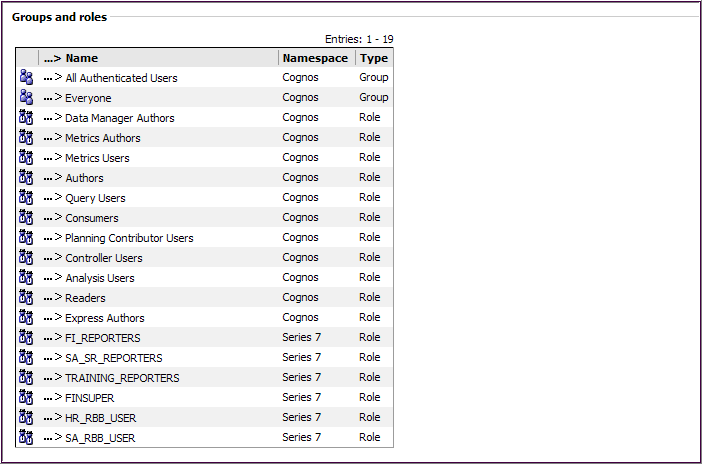 Groups and roles
Entries: 1 - 19
...> Name Namespace Type
...> All Authenticated Users Cognos Group
...> Everyone Cognos Group
...> Data Manager Authors Cognos Role
...> Metrics Authors Cognos Role
...> Metrics Users Cognos Role
...> Authors Cognos Role
...> Query Users Cognos Role
...> Consumers Cognos Role
...> Planning Contributor Users Cognos Role
...> Controller Users Cognos Role
...> Analysis Users Cognos Role
...> Readers Cognos Role
...> Express Authors Cognos Role
...> FI_REPORTERS Series 7 Role
...> SA_SR_REPORTERS Series 7 Role
...> TRAINING_REPORTERS Series 7 Role
...> FINSUPER Series 7 Role
...> HR_RBB_USER Series 7 Role
...> SA_RBB_USER Series 7 Role